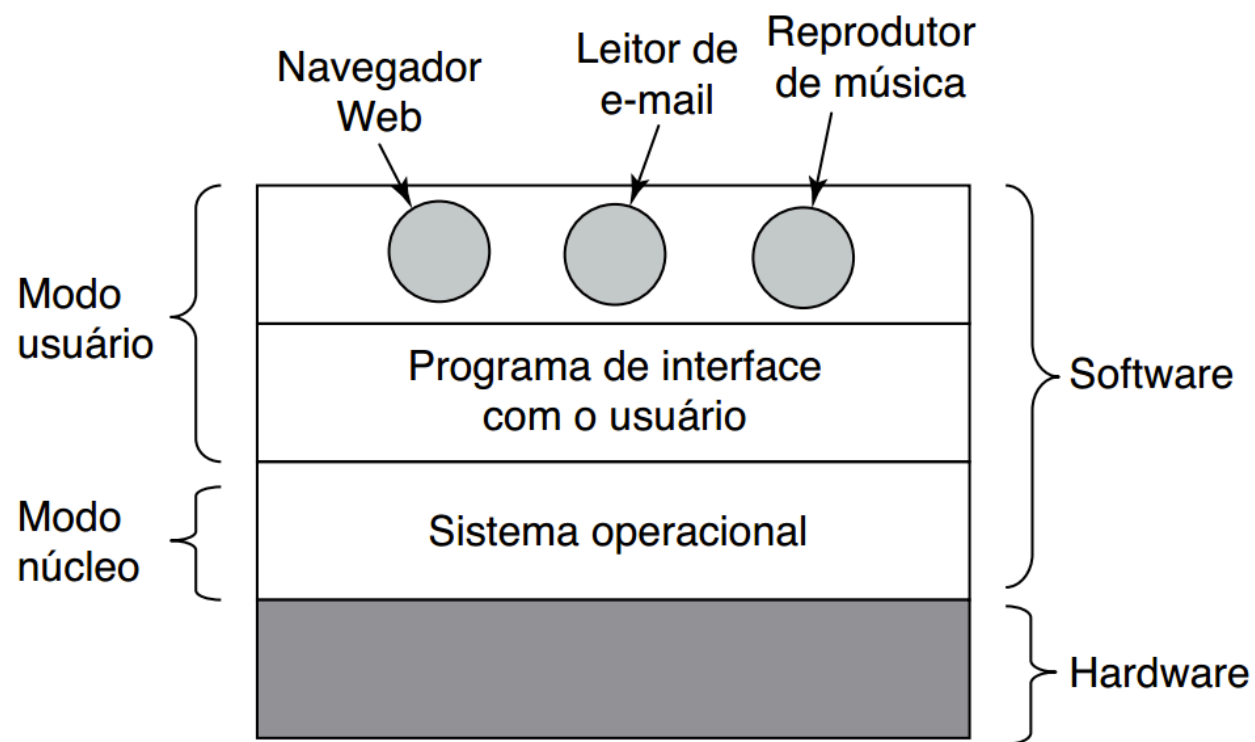 Navegador
Web
Leitor de
e-mail
Reprodutor
de música
Modo
usuário
Programa de interface
com o usuário
Software
Modo
núcleo
Sistema operacional
Hardware